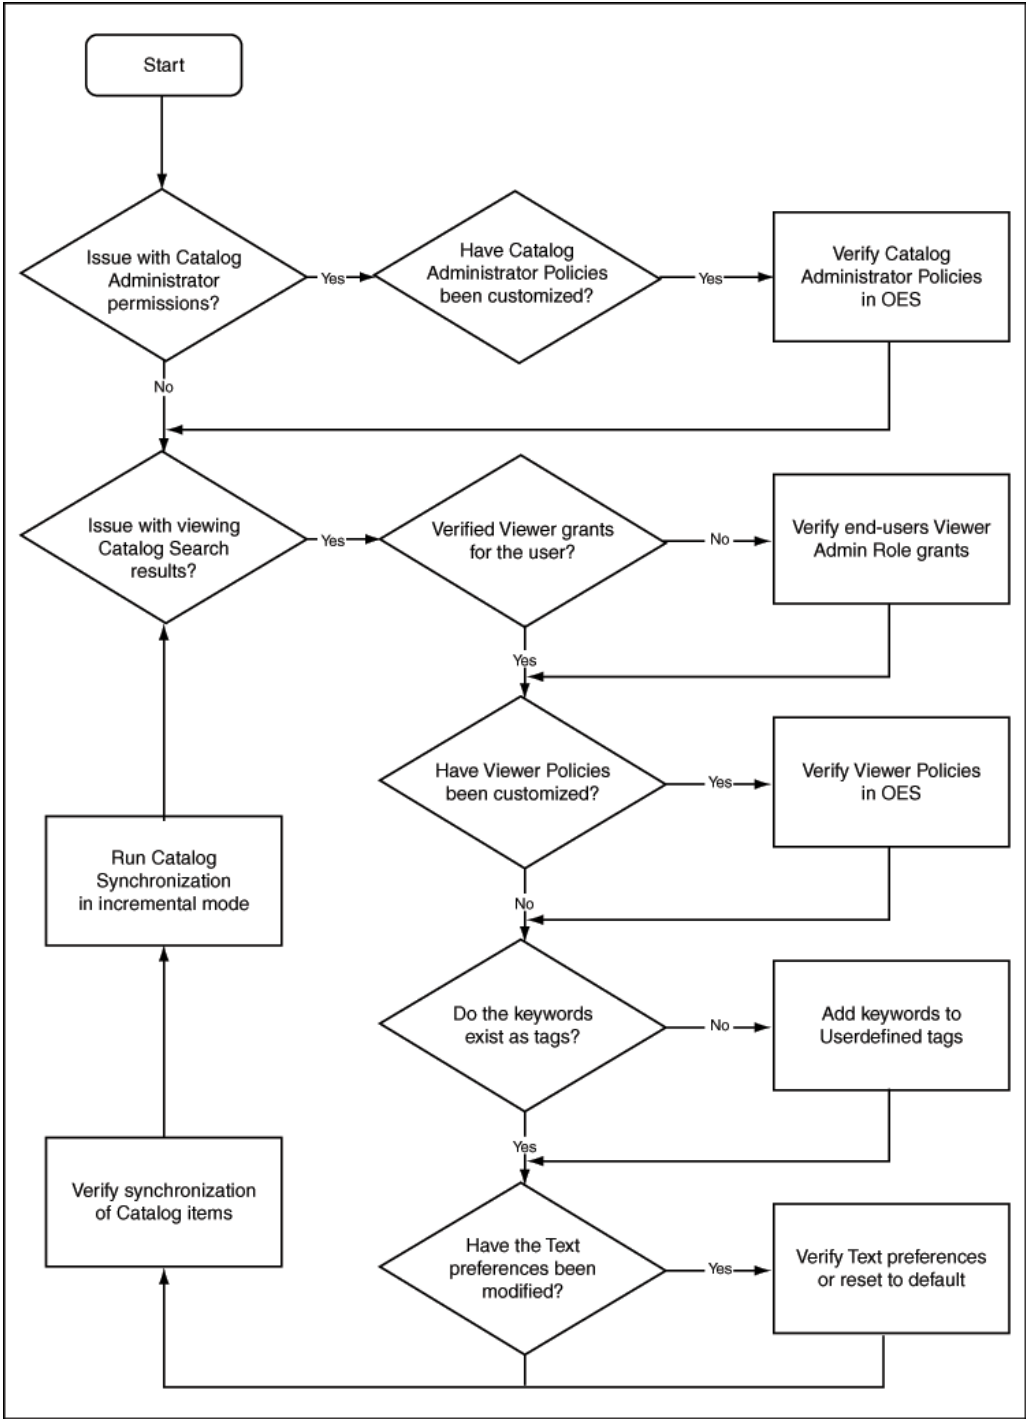 Start
Issue with Catalog
Administrator
permissions?
Yes
Have Catalog
Administrator Policies
been customized?
Yes
Verify Catalog
Administrator Policies
in OES
No
Issue with viewing
Catalog Search
results?
Yes
Verified Viewer grants
for the user?
No
Verify end-users Viewer
Admin Role grants
Yes
Have Viewer Policies
been customized?
Yes
Verify Viewer Policies
in OES
Run Catalog
Synchronization
in incremental mode
No
Do the keywords
exist as tags?
No
Add keywords to
Userdefined tags
Yes
Verify synchronization
of Catalog items
Have the Text
preferences been
modified?
Yes
Verify Text preferences
or reset to default